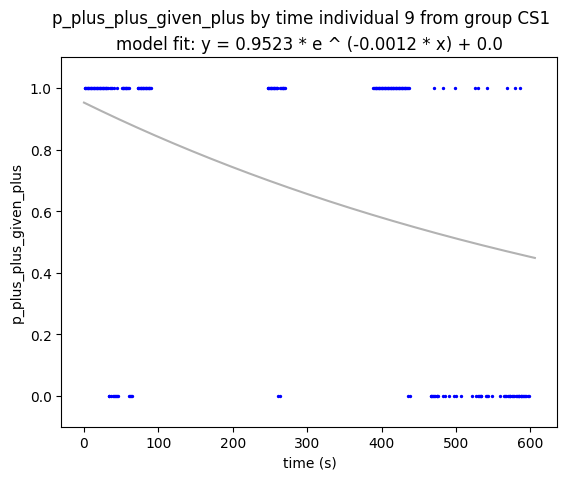 p_plus_plus_given_plus by time individual 9 from group CS1
model fit: y = 0.9523 * e ^ (-0.0012 * x) + 0.0
1.0
0.8
0.6
0.4
0.2
0.0
p_plus_plus_given_plus
0 100 200 300 400 500 600
time (s)